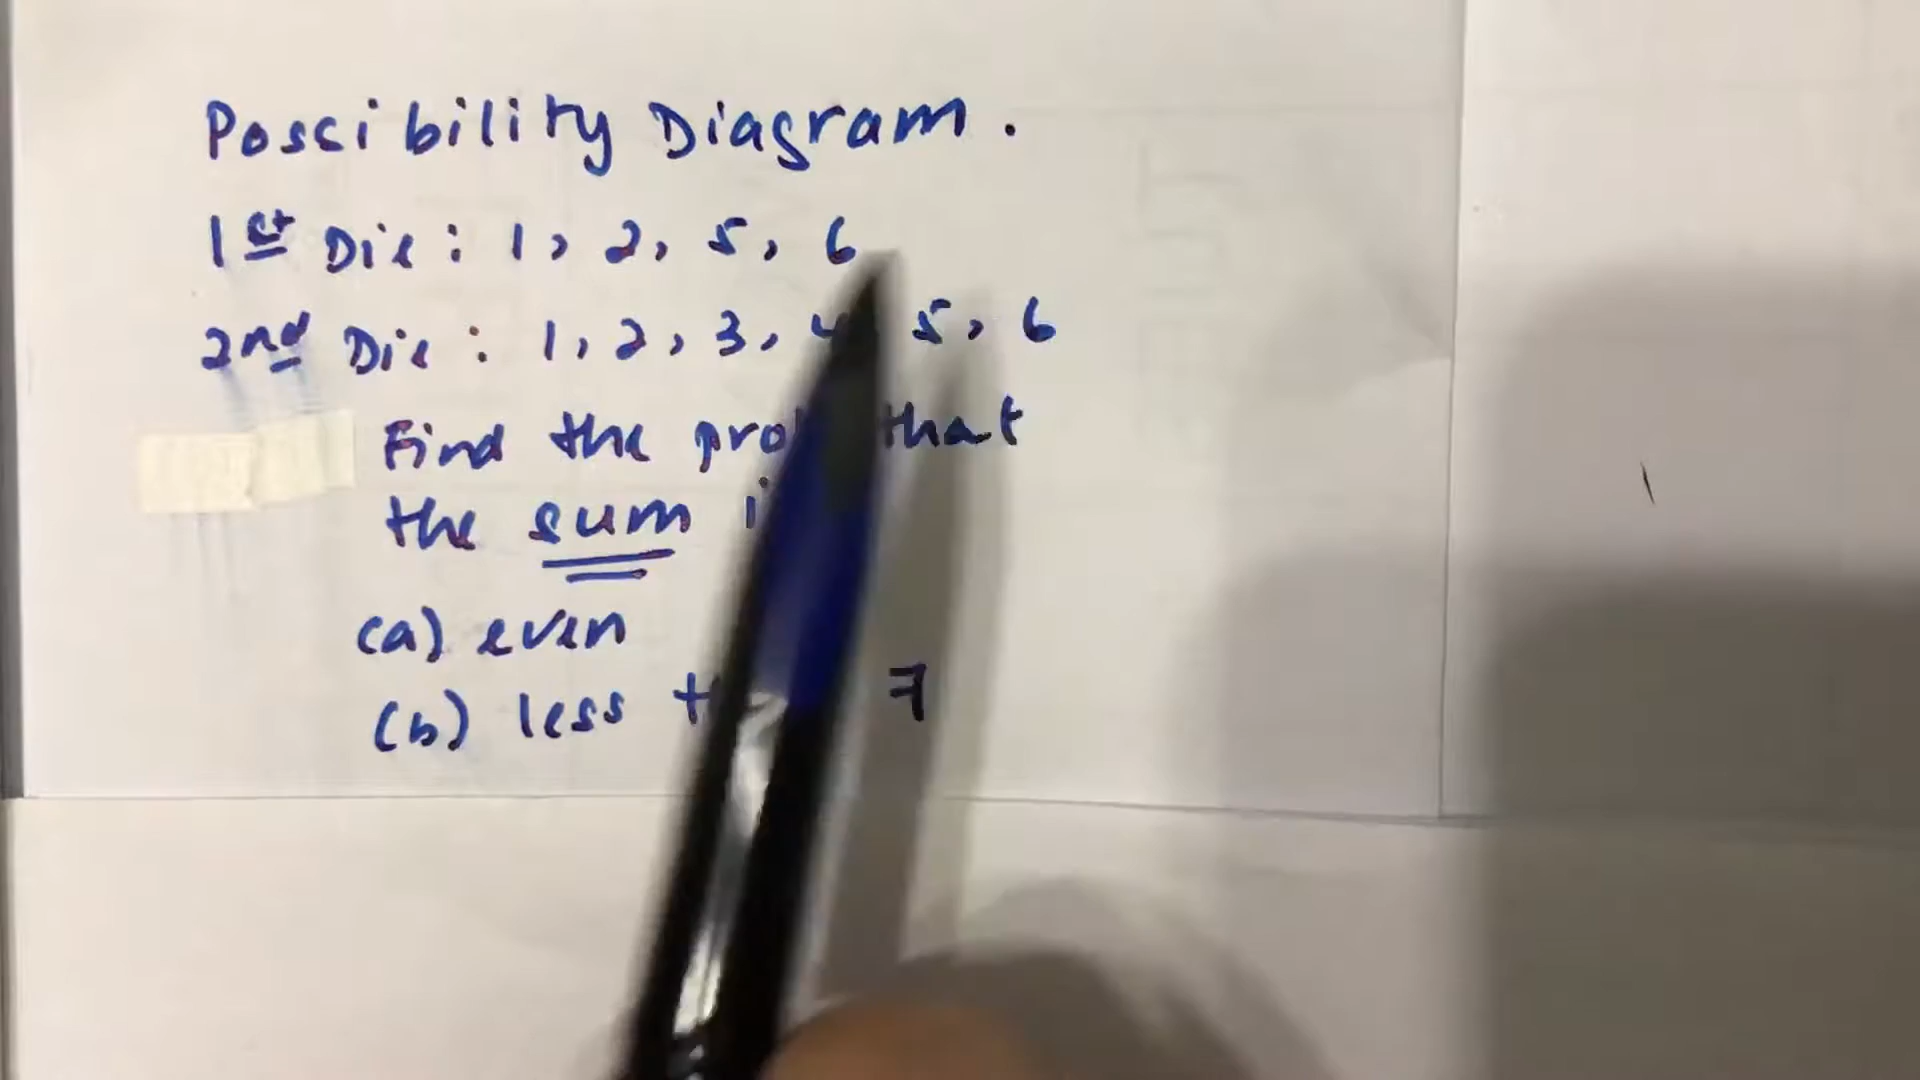 Possibility Diagram.
1st Die : 1, 2, 5, 6
2nd Die : 1, 2, 3, 4 5, 6
Find the that
the sum
(a) even
(b) less 7